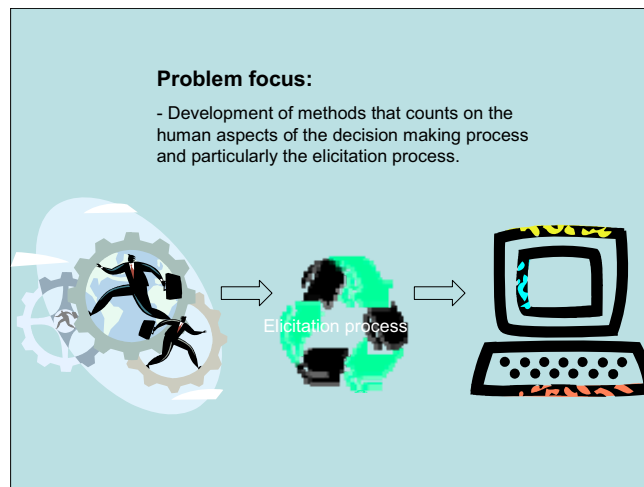 Problem focus:
- Development of methods that counts on the
human aspects of the decision making process
and particularly the elicitation process.
Elicitation process